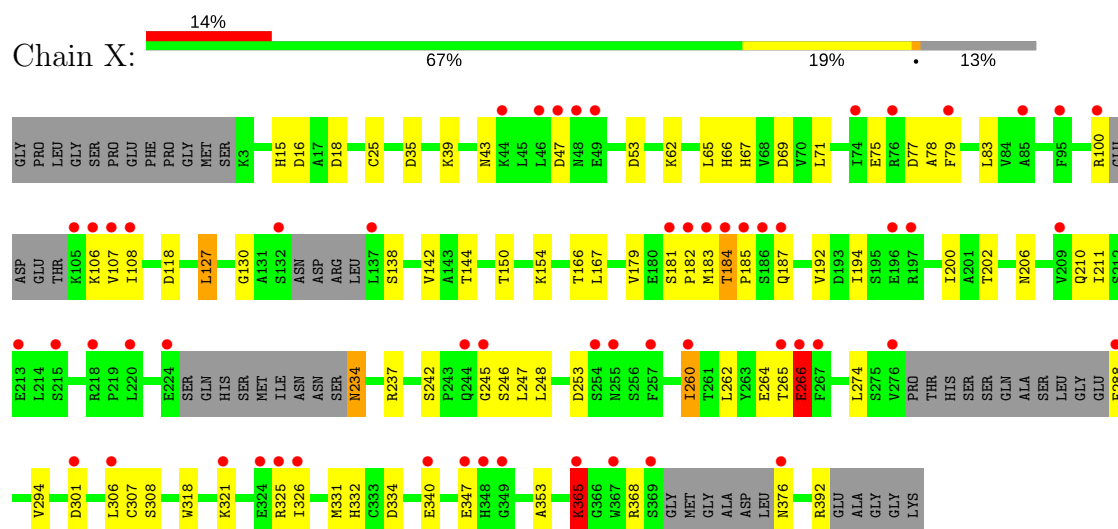 14%
Chain X:
67% 19% • 13%
GLY PRO LEU GLY SER PRO GLU PHE PRO GLY MET SER K3 H15 D16 A17 D18 C25 D35 K39 N43 K44 L45 L46 D47 N48 E49 D53 K62 L65 H66 H67 V68 D69 V70 L71 I74 E75 R76 D77 A78 F79 L83 V84 A85 F95 R100 GLU
ASP GLU THR K105 K106 V107 I108 D118 L127 G130 A131 S132 ASN ASP ARG LEU L137 S138 V142 A143 T144 T150 K154 T166 L167 V179 E180 S181 P182 M183 T184 P185 S186 Q187 V192 D193 I194 S195 E196 R197 I200 A201 T202 N206 V209 Q210 I211 S212
E213 L214 S215 R218 P219 L220 E224 SER GLN HIS SER MET ILE ASN ASN SER N234 R237 S242 P243 Q244 G245 S246 L247 L248 D253 S254 N255 S256 F257 I260 T261 L262 Y263 E264 T265 E266 F267 L274 S275 V276 PRO THR HIS SER SER GLN ALA SER LEU GLY GLU E288
V294 D301 L306 C307 S308 W318 K321 E324 R325 I326 M331 H332 C333 D334 E340 E347 H348 G349 A353 K365 G366 W367 R368 S369 GLY MET GLY ALA ASP LEU N376 R392 GLU ALA GLY GLY LYS